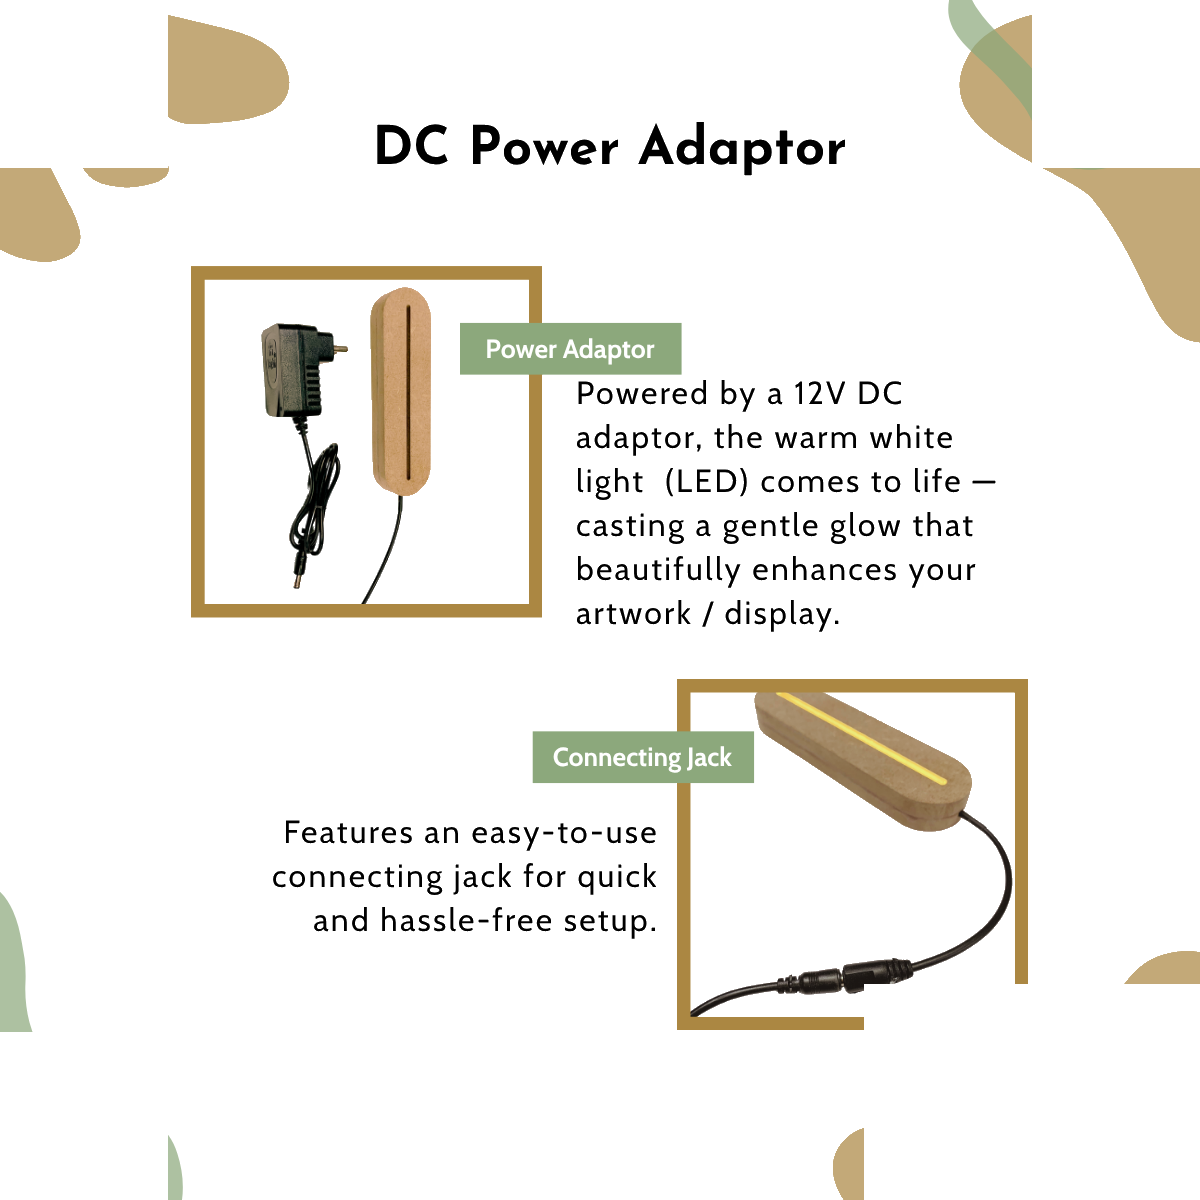 DC Power Adaptor
Power Adaptor
Powered by a 12V DC
adaptor, the warm white
light  (LED) comes to life –
casting a gentle glow that
beautifully enhances your
artwork / display.
Connecting Jack
Features an easy-to-use
connecting jack for quick
and hassle-free setup.